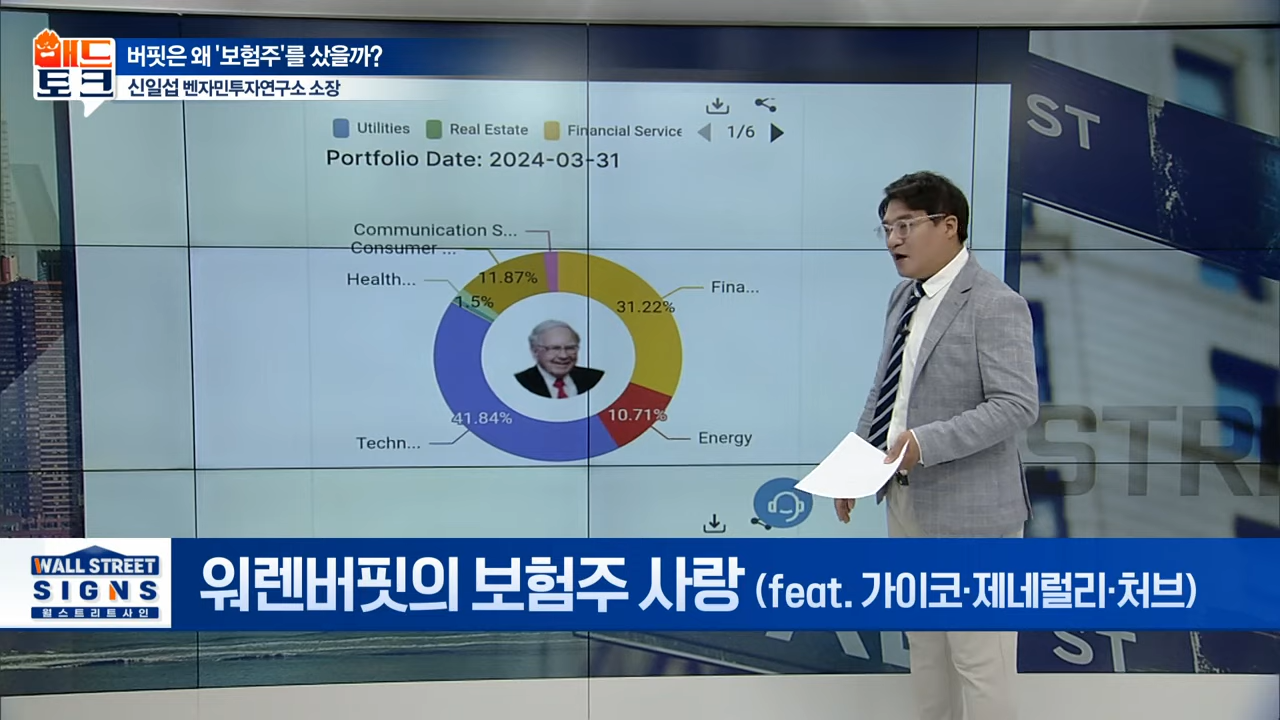 매드
토크
버핏은 왜 '보험주'를 샀을까?
신일섭 벤자민투자연구소 소장
Utilities
Real Estate
Financial Service
1/6
Portfolio Date: 2024-03-31
Communication S...
Consumer ...
Health...
11.87%
1.5%
31.22%
Fina...
41.84%
10.71%
Techn...
Energy
ST
STRE
WALL STREET
SIGNS
월스트리트사인
워렌버핏의 보험주 사랑 (feat. 가이코·제네럴리·처브)
ST